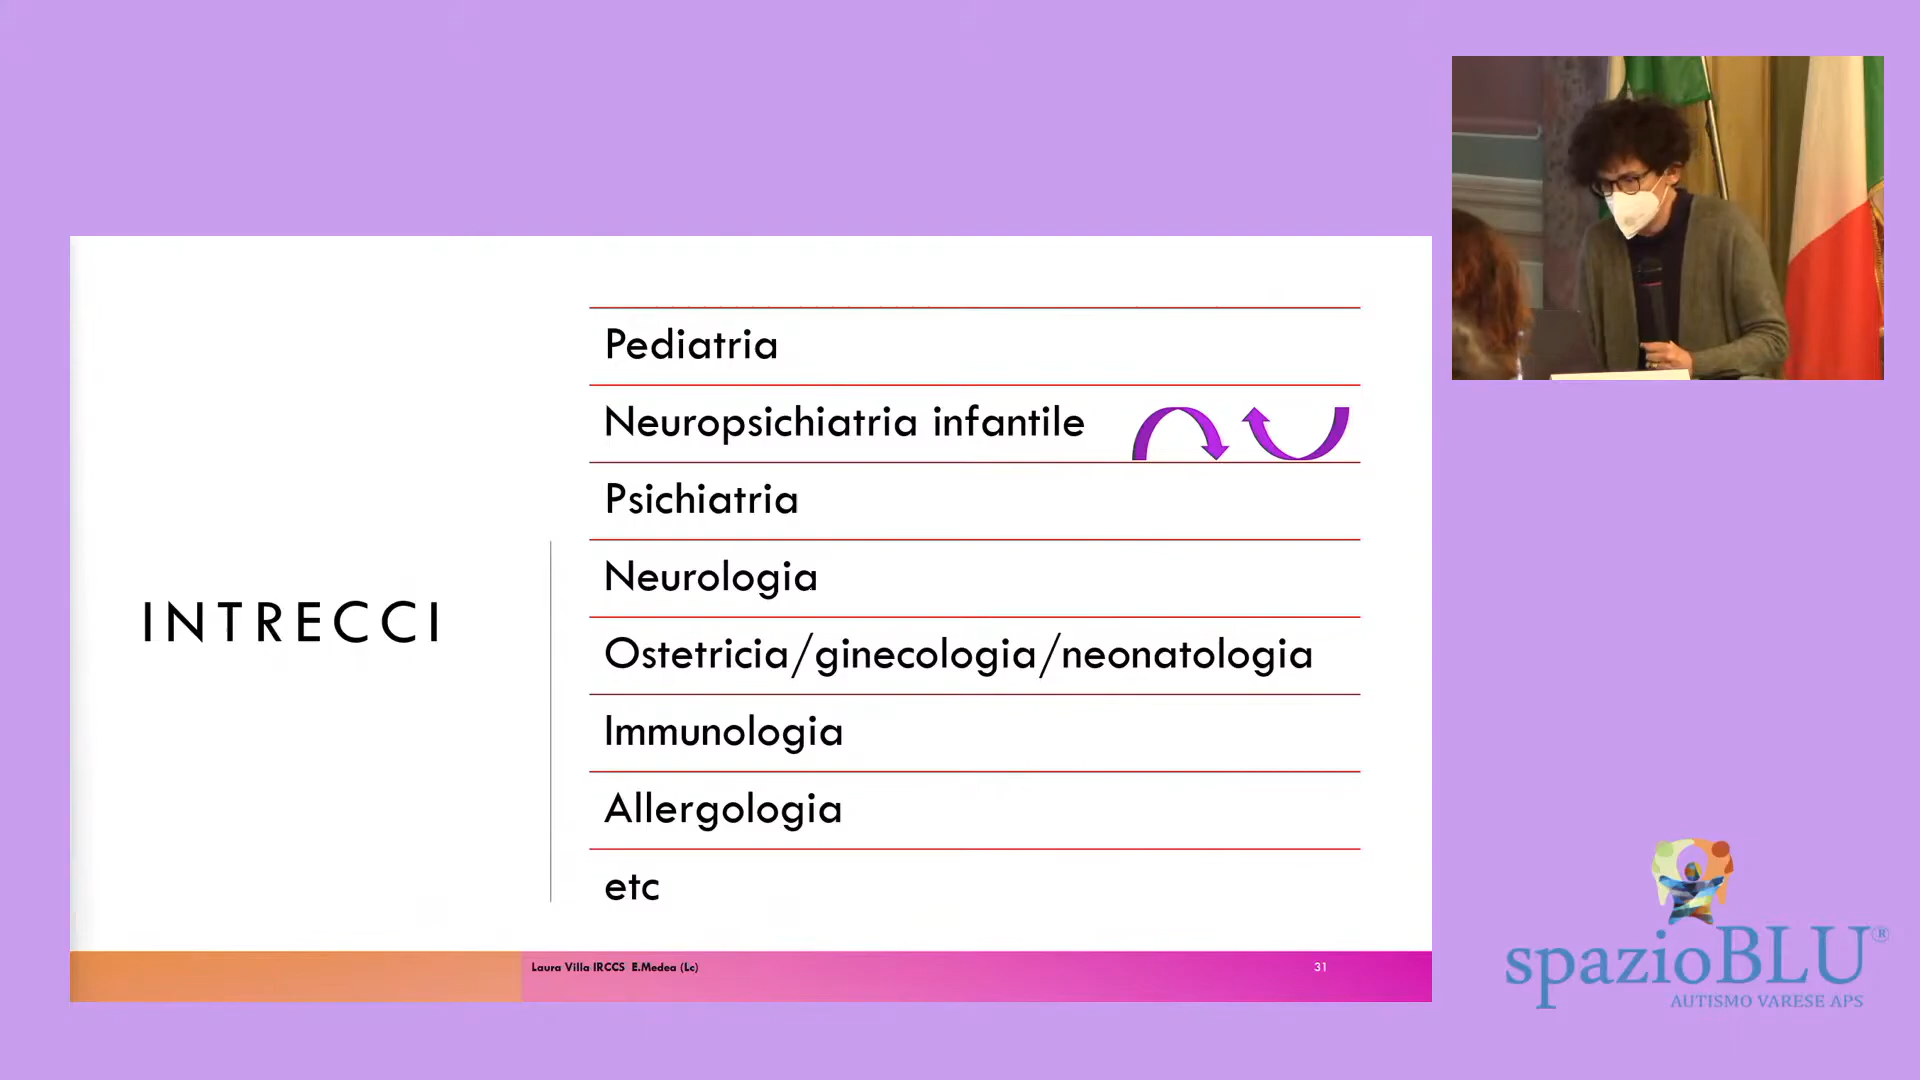 INTRECCI
Pediatria
Neuropsichiatria infantile
Psichiatria
Neurologia
Ostetricia/ginecologia/neonatologia
Immunologia
Allergologia
etc
Laura Villa IRCCS E.Medea (Lc)
31
spazioBLU®
AUTISMO VARESE APS